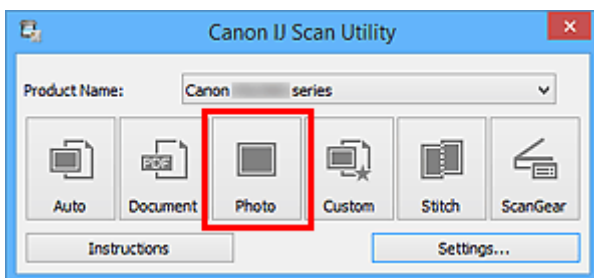 Canon IJ Scan Utility
Product Name: Canon series
PDF
Auto Document Photo Custom Stitch ScanGear
Instructions Settings...